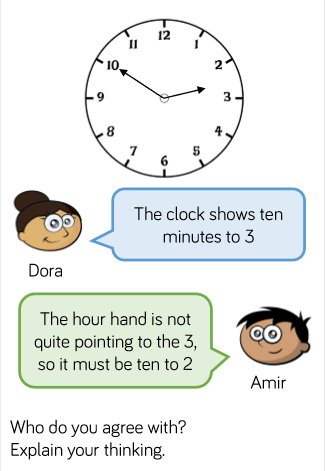 12
11
1
10
2
9
3
8
4
7
5
6
The clock shows ten
minutes to 3
Dora
The hour hand is not
quite pointing to the 3,
so it must be ten to 2
Amir
Who do you agree with?
Explain your thinking.